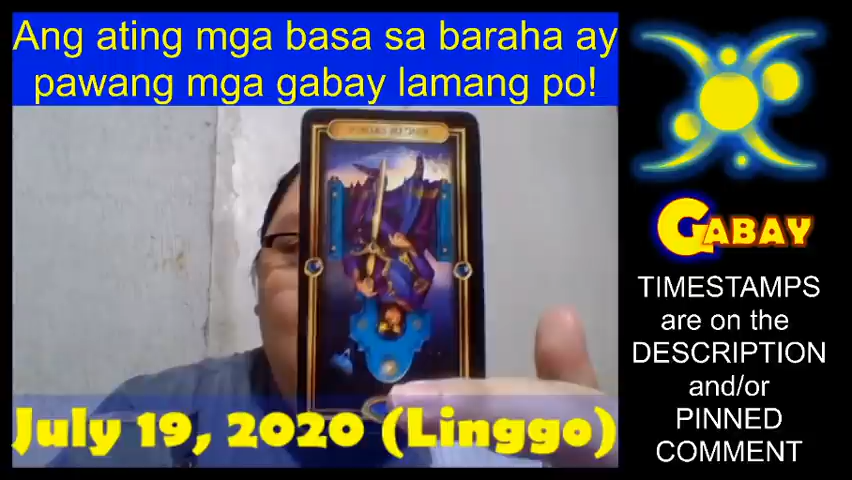 Ang ating mga basa sa baraha ay
pawang mga gabay lamang po!
GABAY
TIMESTAMPS
are on the
DESCRIPTION
and/or
PINNED
COMMENT
July 19, 2020 (Linggo)